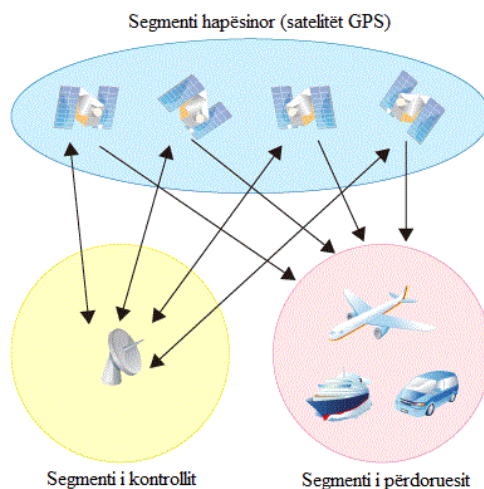 Segmenti hapësinor (satelitët GPS)
Segmenti i kontrollit
Segmenti i përdoruesit